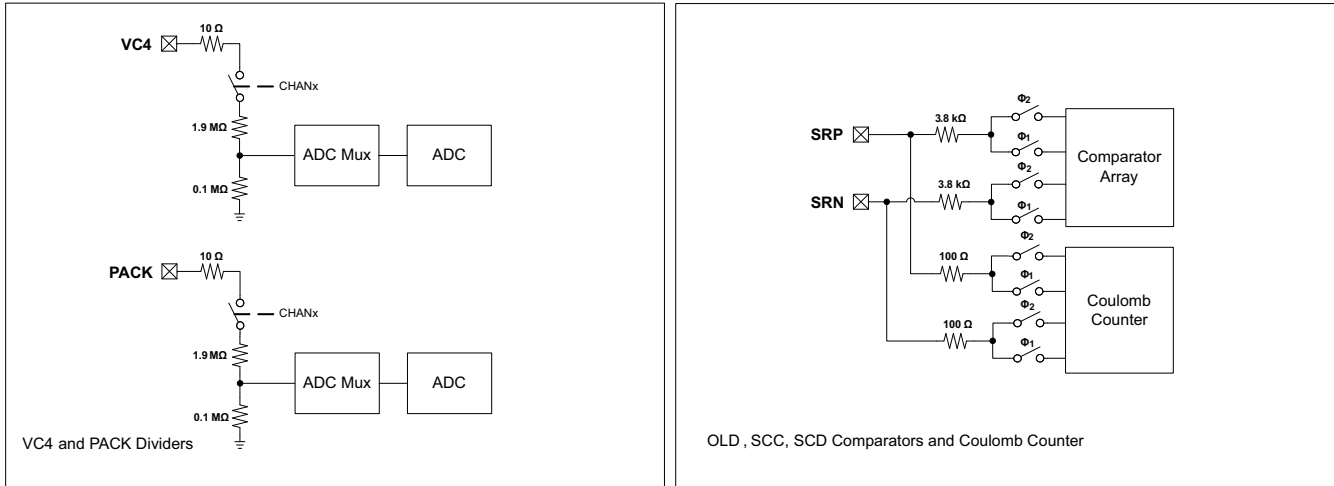 10 Ω
VC4
CHANx
1.9 MΩ
ADC Mux
ADC
0.1 MΩ
10 Ω
PACK
CHANx
1.9 MΩ
ADC Mux
ADC
0.1 MΩ
VC4 and PACK Dividers
Φ2
3.8 kΩ
SRP
Φ1
Comparator
Array
Φ2
3.8 kΩ
SRN
Φ1
Φ2
100 Ω
Φ1
Coulomb
Counter
Φ2
100 Ω
Φ1
OLD , SCC, SCD Comparators and Coulomb Counter